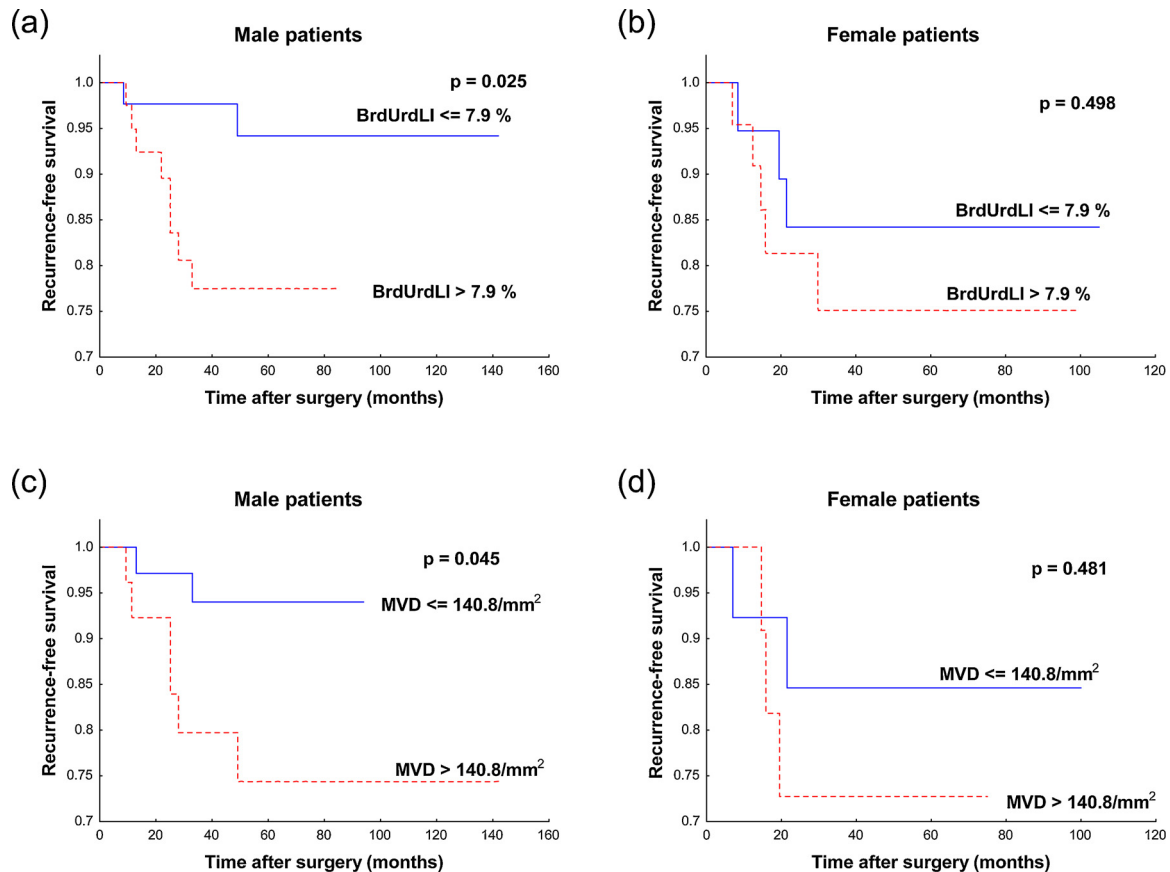 (a)
Male patients
p = 0.025
BrdUrdLI <= 7.9 %
BrdUrdLI > 7.9 %
Recurrence-free survival
1.0
0.95
0.9
0.85
0.8
0.75
0.7
0 20 40 60 80 100 120 140 160
Time after surgery (months)
(b)
Female patients
p = 0.498
BrdUrdLI <= 7.9 %
BrdUrdLI > 7.9 %
Recurrence-free survival
1.0
0.95
0.9
0.85
0.8
0.75
0.7
0 20 40 60 80 100 120
Time after surgery (months)
(c)
Male patients
p = 0.045
MVD <= 140.8/mm²
MVD > 140.8/mm²
Recurrence-free survival
1.0
0.95
0.9
0.85
0.8
0.75
0.7
0 20 40 60 80 100 120 140 160
Time after surgery (months)
(d)
Female patients
p = 0.481
MVD <= 140.8/mm²
MVD > 140.8/mm²
Recurrence-free survival
1.0
0.95
0.9
0.85
0.8
0.75
0.7
0 20 40 60 80 100 120
Time after surgery (months)